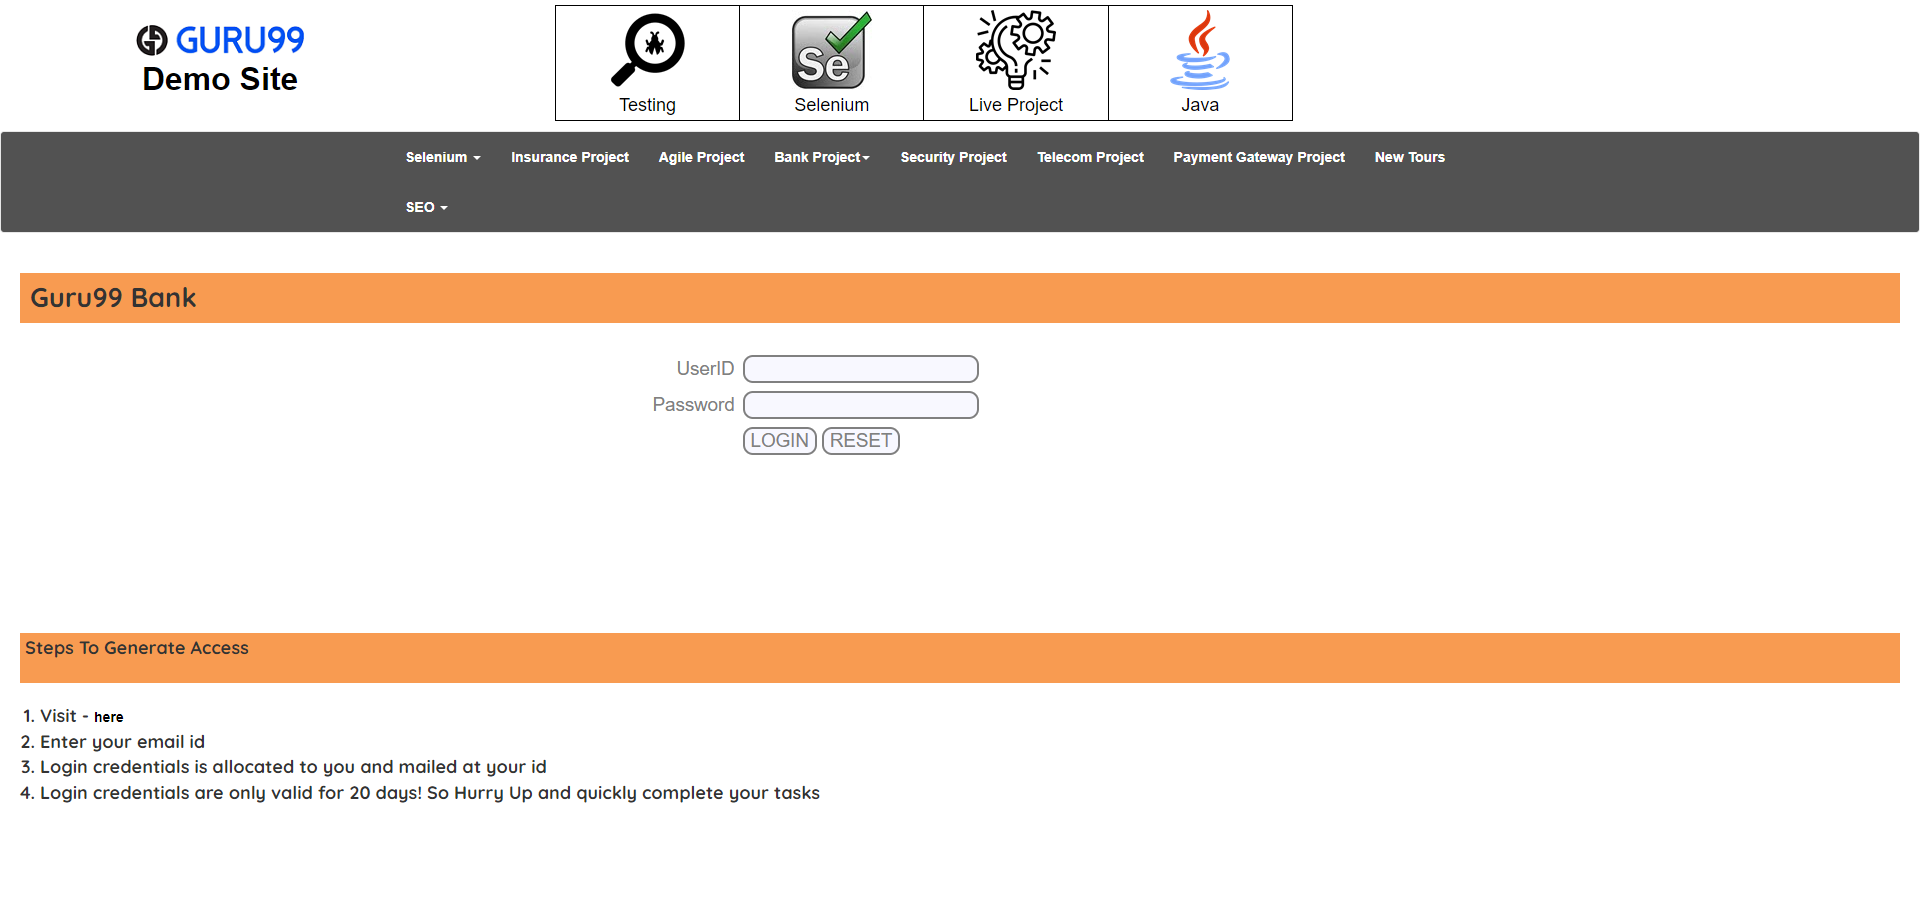 GURU99
Demo Site
Se
Testing
Selenium
Live Project
Java
Selenium
Insurance Project
Agile Project
Bank Project
Security Project
Telecom Project
Payment Gateway Project
New Tours
SEO
Guru99 Bank
UserID
Password
LOGIN
RESET
Steps To Generate Access
1. Visit - here
2. Enter your email id
3. Login credentials is allocated to you and mailed at your id
4. Login credentials are only valid for 20 days! So Hurry Up and quickly complete your tasks